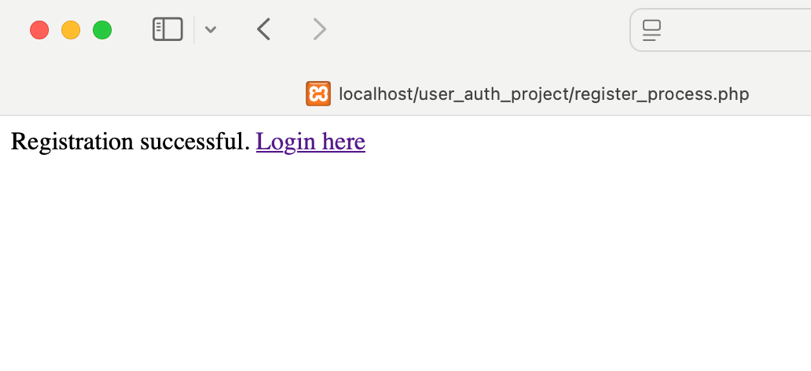 localhost/user_auth_project/register_process.php
Registration successful. Login here